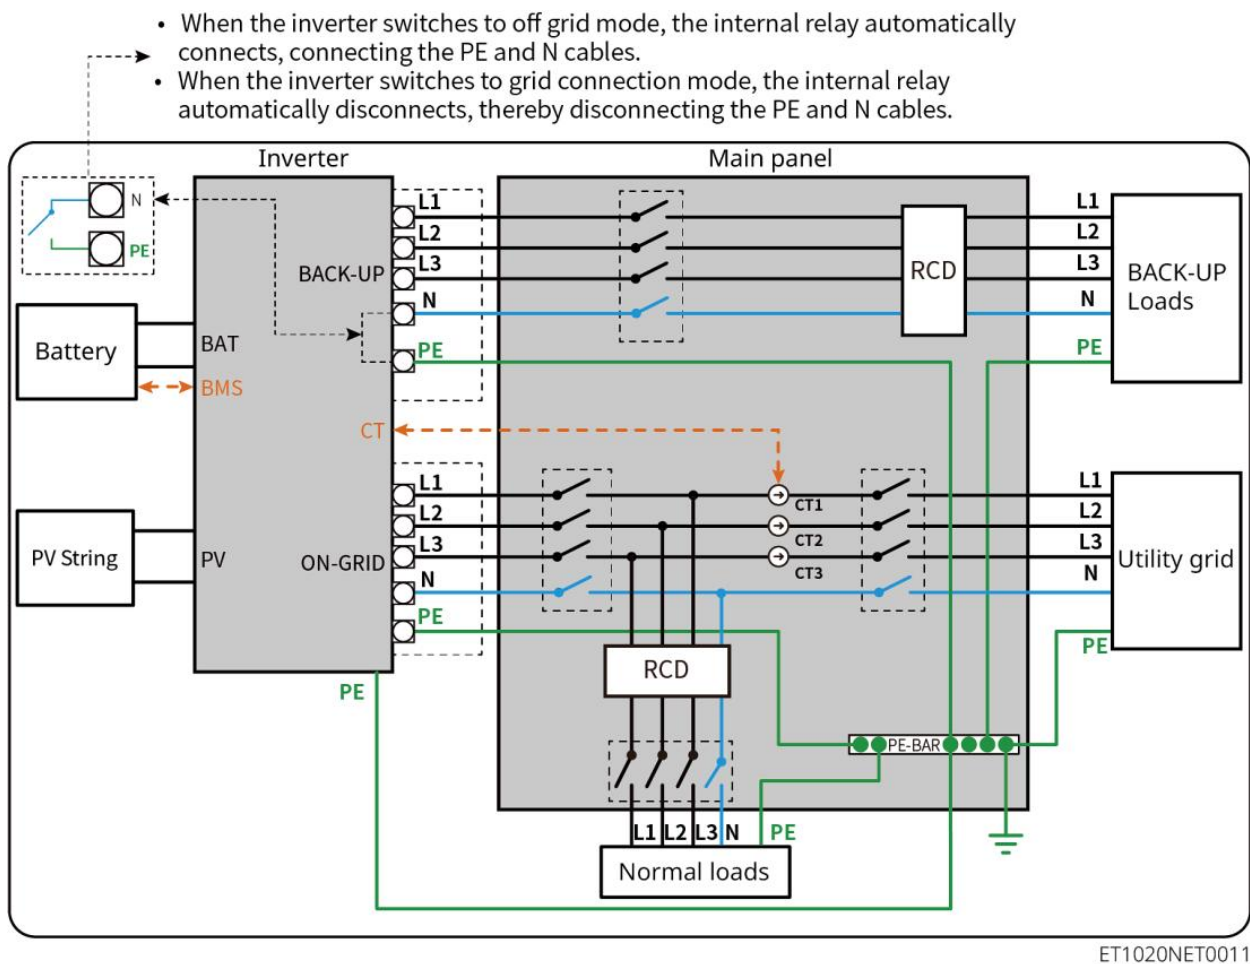 • When the inverter switches to off grid mode, the internal relay automatically
connects, connecting the PE and N cables.
• When the inverter switches to grid connection mode, the internal relay
automatically disconnects, thereby disconnecting the PE and N cables.
Inverter
Main panel
N
PE
BACK-UP
L1
L2
L3
N
PE
RCD
L1
L2
L3
N
PE
BACK-UP
Loads
Battery
BAT
BMS
CT
PV String
PV
ON-GRID
L1
L2
L3
N
PE
CT1
CT2
CT3
L1
L2
L3
N
PE
Utility grid
RCD
PE
PE-BAR
L1 L2 L3 N PE
Normal loads
ET1020NET0011